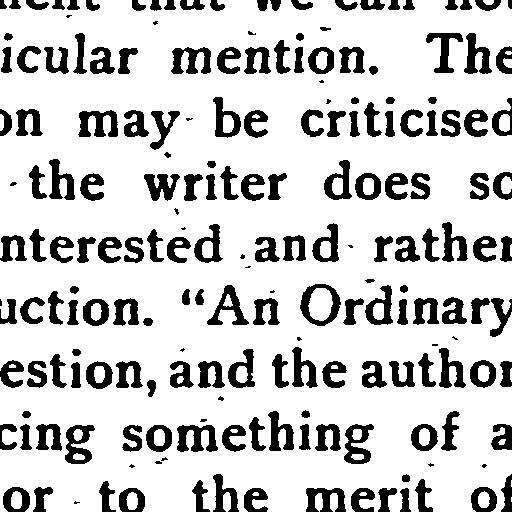 ment that we can not
icular mention. The
on may be criticised
the writer does so
nterested and rather
uction. "An Ordinary
estion, and the author
cing something of a
or to the merit of